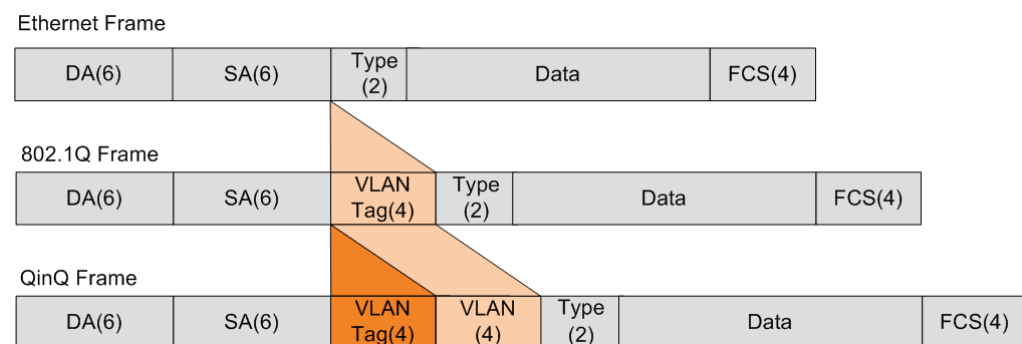 Ethernet Frame
DA(6) SA(6) Type (2) Data FCS(4)
802.1Q Frame
DA(6) SA(6) VLAN Tag(4) Type (2) Data FCS(4)
QinQ Frame
DA(6) SA(6) VLAN Tag(4) VLAN (4) Type (2) Data FCS(4)